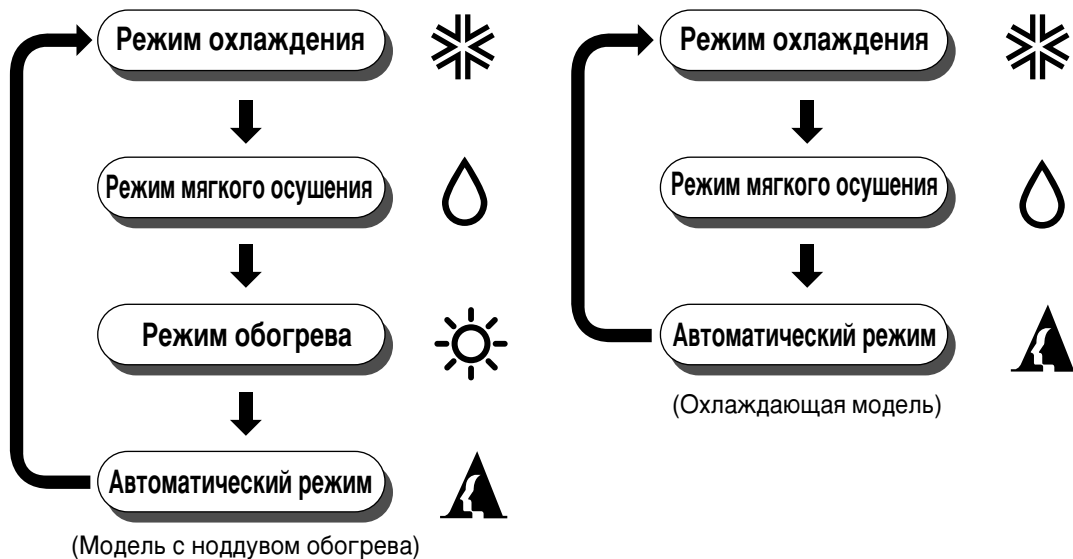 Режим охлаждения
Режим мягкого осушения
Режим обогрева
Автоматический режим
(Модель с ноддувом обогрева)
Режим охлаждения
Режим мягкого осушения
Автоматический режим
(Охлаждающая модель)